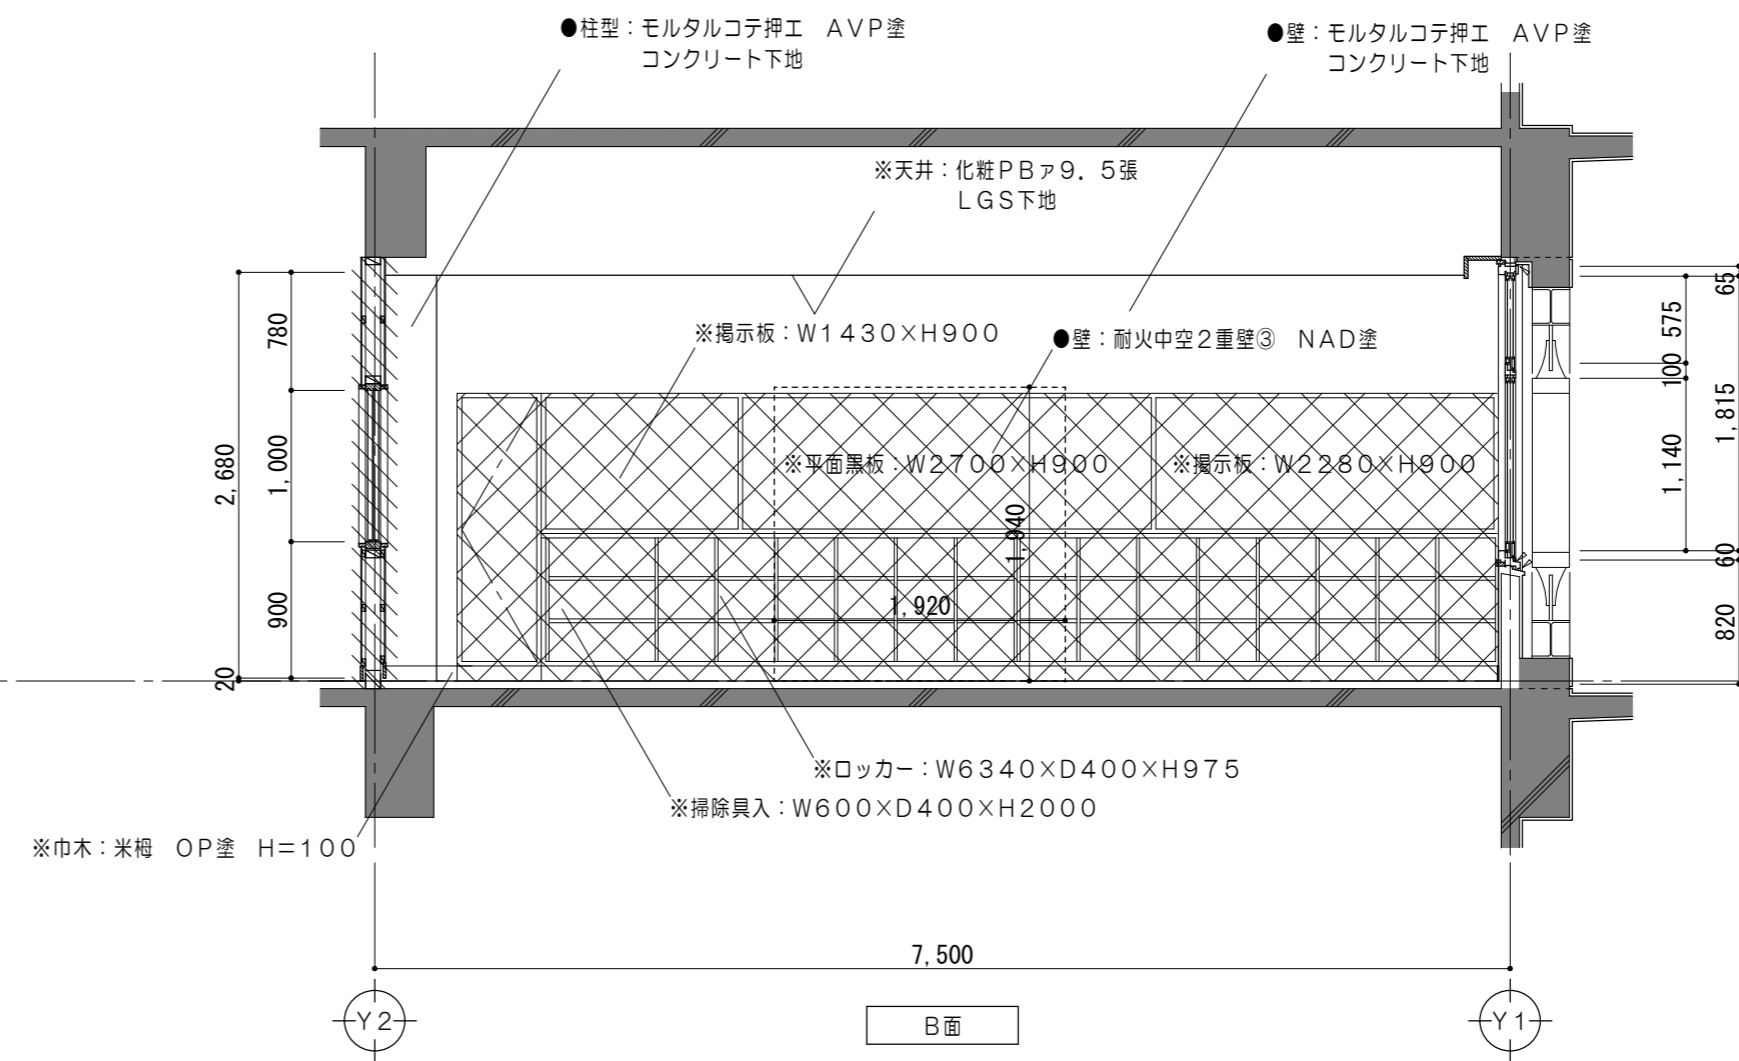 ●柱型：モルタルコテ押エ　ＡＶＰ塗
コンクリート下地
●壁：モルタルコテ押エ　ＡＶＰ塗
コンクリート下地
※天井：化粧ＰＢァ９．５張
ＬＧＳ下地
※掲示板：Ｗ１４３０×Ｈ９００
●壁：耐火中空２重壁③　ＮＡＤ塗
※平面黒板：Ｗ２７００×Ｈ９００
※掲示板：Ｗ２２８０×Ｈ９００
2,680
780
1,000
900
20
1,940
1,920
65
575
100
1,815
1,140
60
820
※ロッカー：Ｗ６３４０×Ｄ４００×Ｈ９７５
※掃除具入：Ｗ６００×Ｄ４００×Ｈ２０００
※巾木：米栂　ＯＰ塗　Ｈ＝１００
7,500
Ｙ２
Ｂ面
Ｙ１